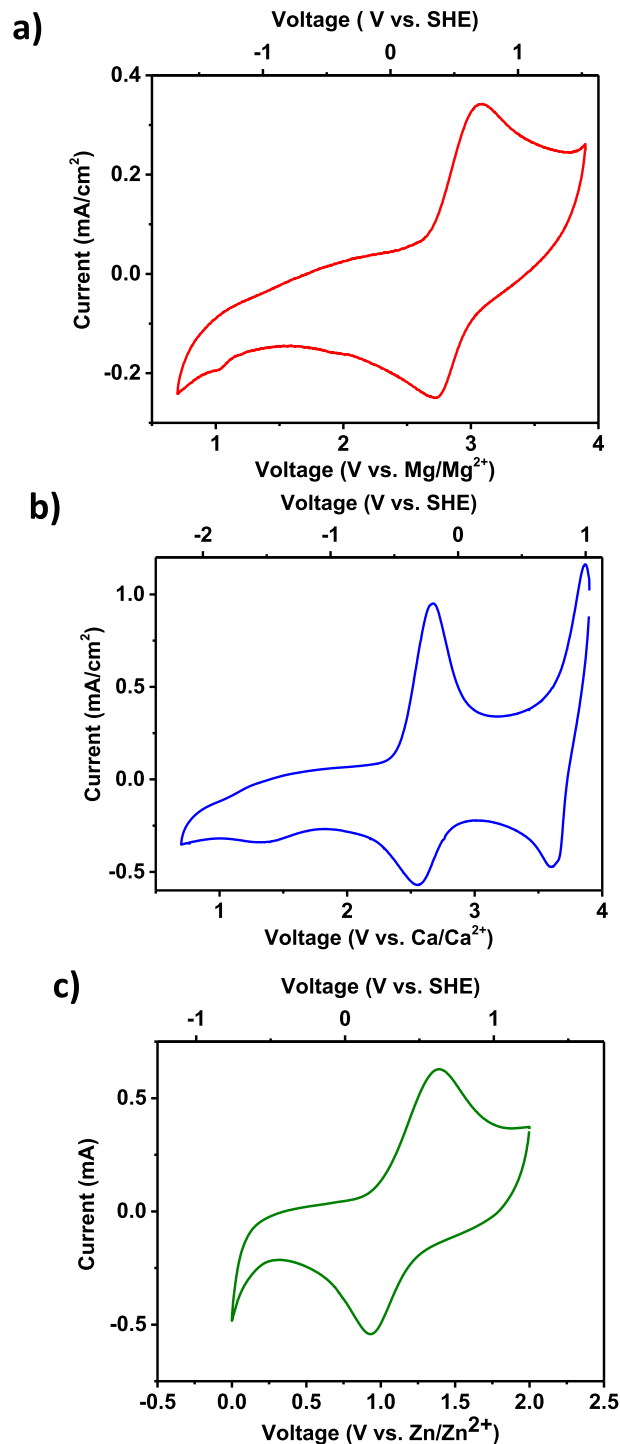 a)
Voltage ( V vs. SHE)
-1 0 1
0.4
0.2
0.0
-0.2
Current (mA/cm²)
1 2 3 4
Voltage (V vs. Mg/Mg²⁺)
b)
Voltage (V vs. SHE)
-2 -1 0 1
1.0
0.5
0.0
-0.5
Current (mA/cm²)
1 2 3 4
Voltage (V vs. Ca/Ca²⁺)
c)
Voltage (V vs. SHE)
-1 0 1
0.5
0.0
-0.5
Current (mA)
-0.5 0.0 0.5 1.0 1.5 2.0 2.5
Voltage (V vs. Zn/Zn²⁺)